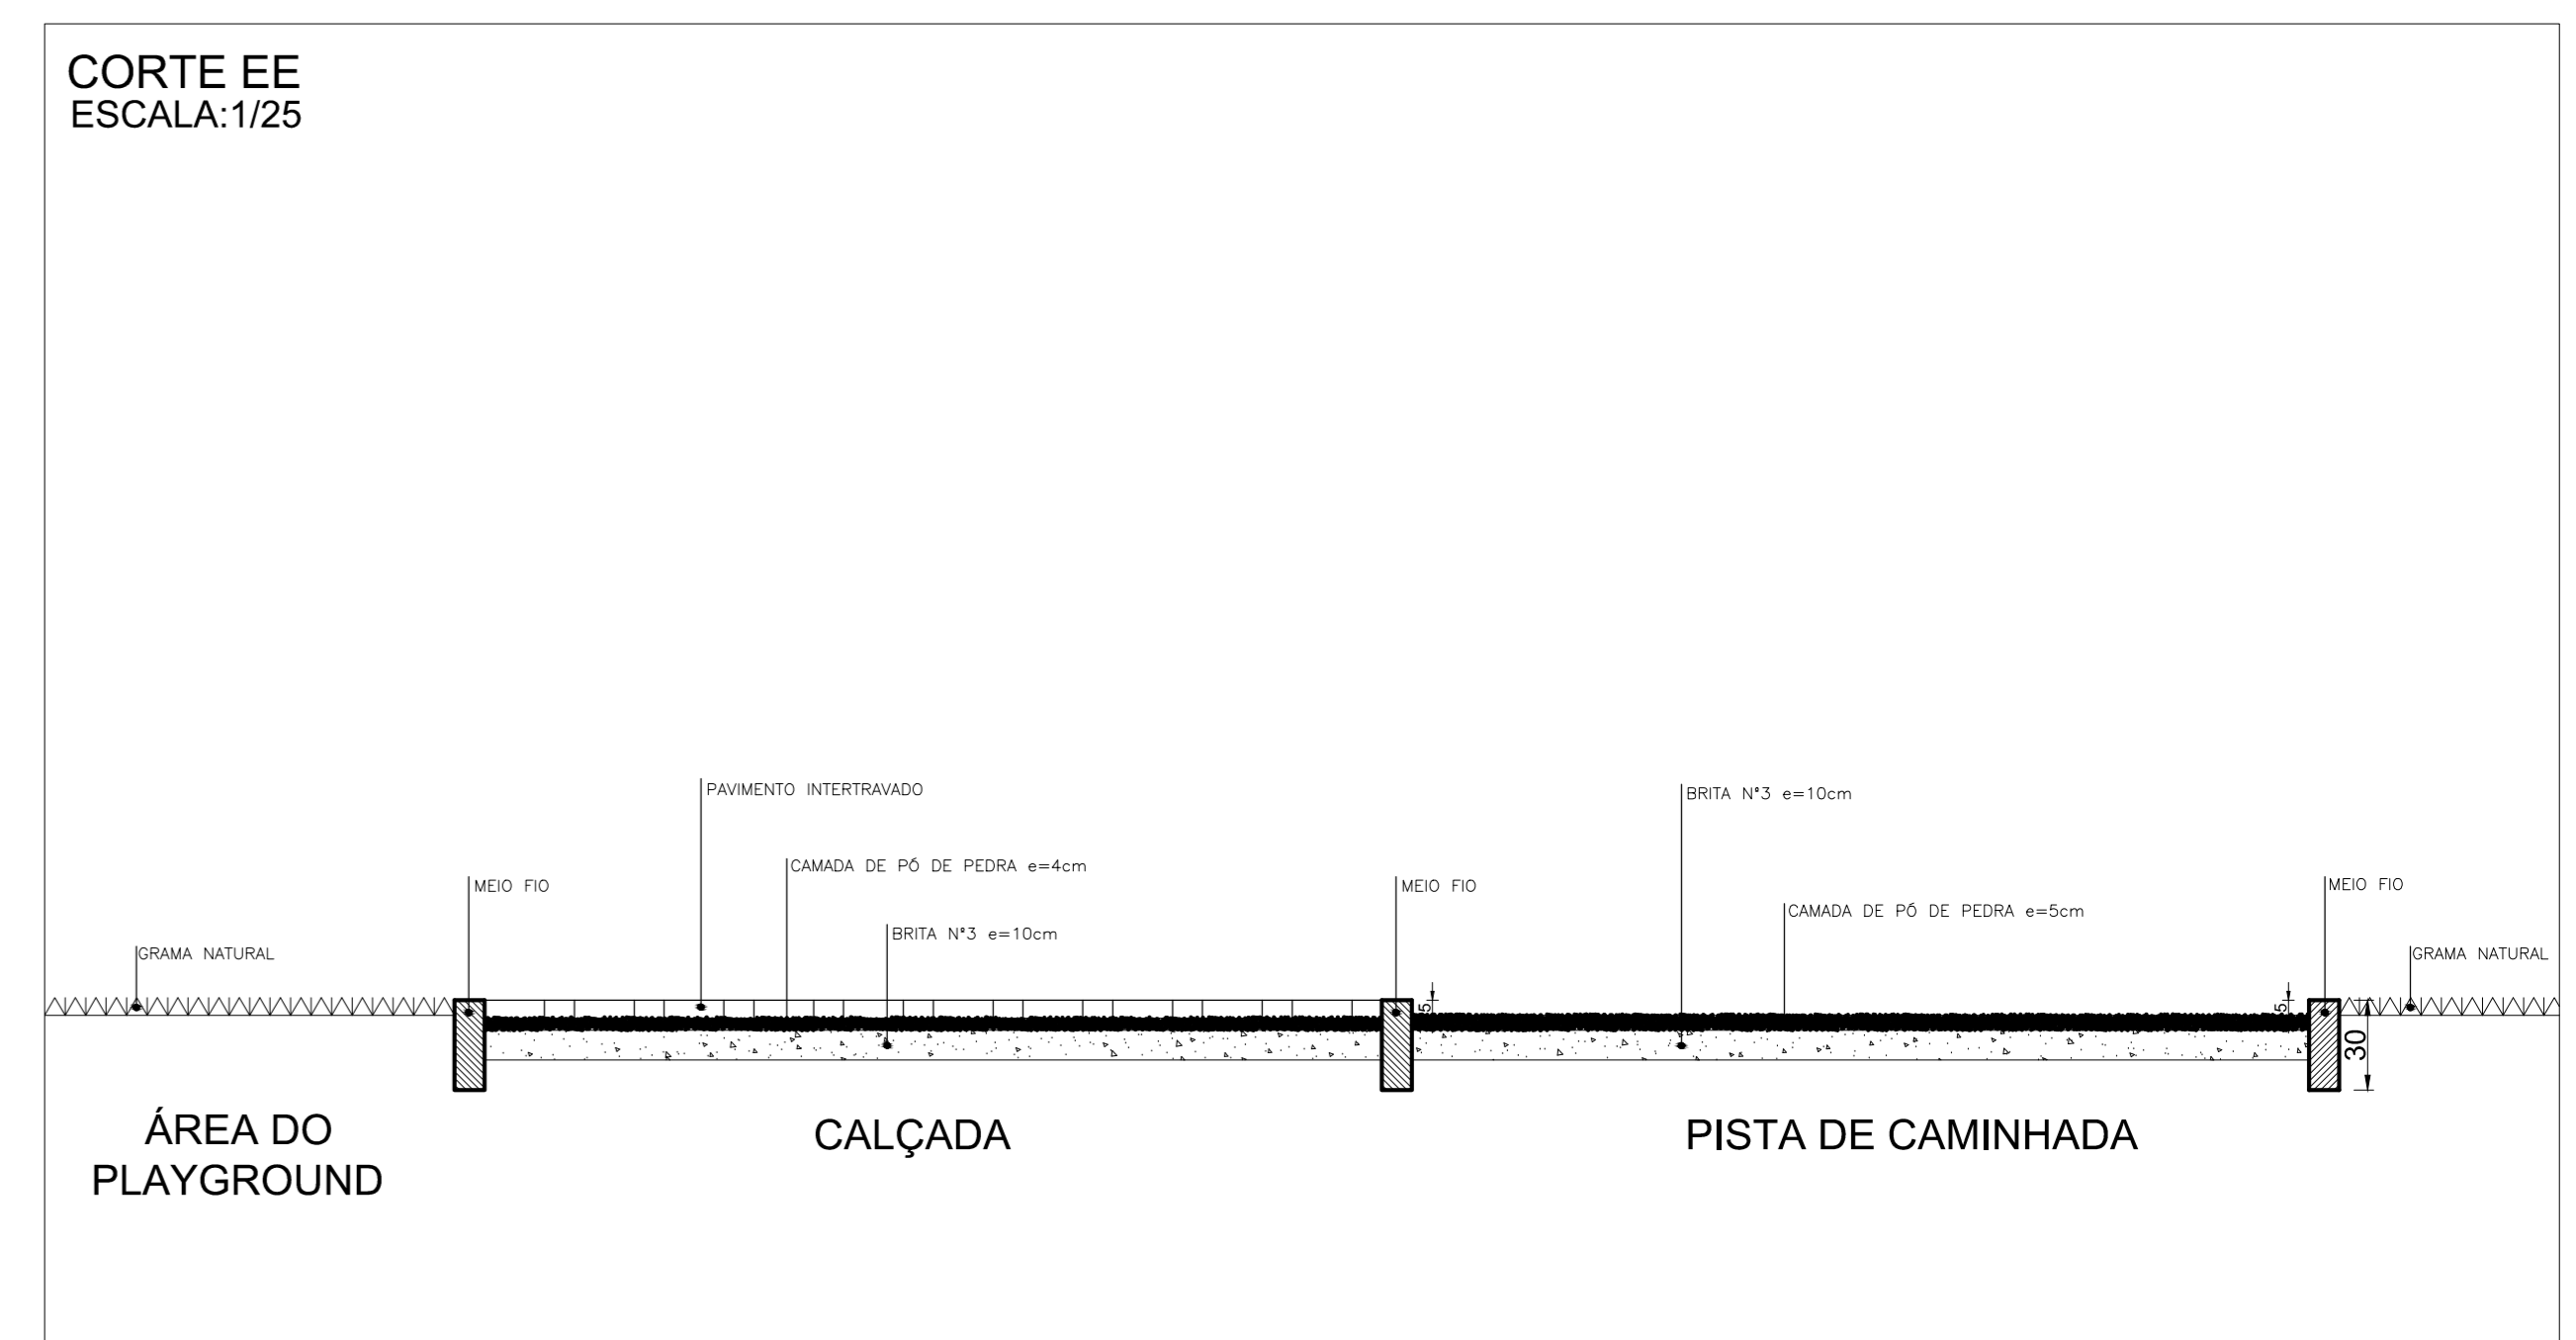 CORTE EE
ESCALA:1/25
PAVIMENTO INTERTRAVADO
BRITA N°3 e=10cm
CAMADA DE PÓ DE PEDRA e=4cm
MEIO FIO
MEIO FIO
MEIO FIO
CAMADA DE PÓ DE PEDRA e=5cm
BRITA N°3 e=10cm
GRAMA NATURAL
GRAMA NATURAL
5
5
30
ÁREA DO
PLAYGROUND
CALÇADA
PISTA DE CAMINHADA